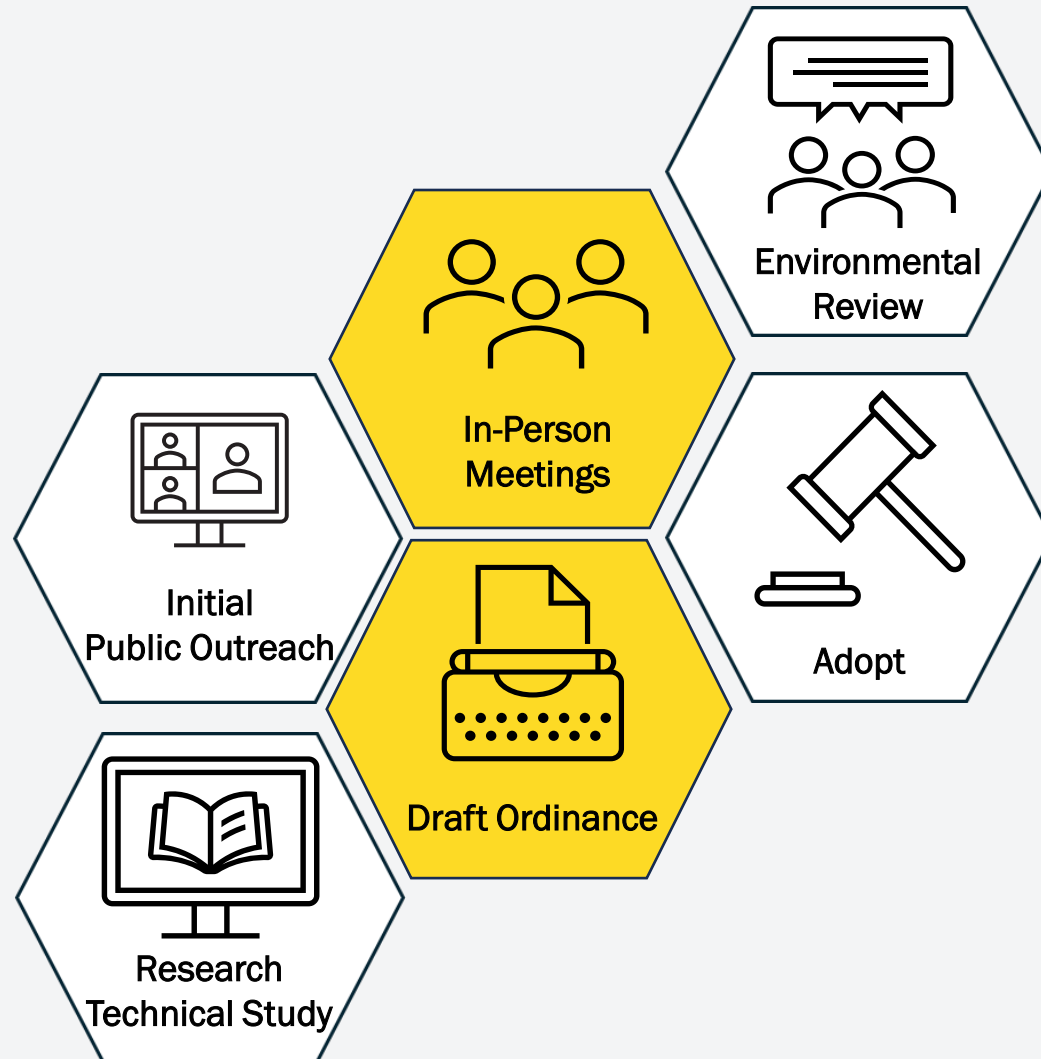 Environmental
Review
In-Person
Meetings
Initial
Public Outreach
Adopt
Draft Ordinance
Research
Technical Study